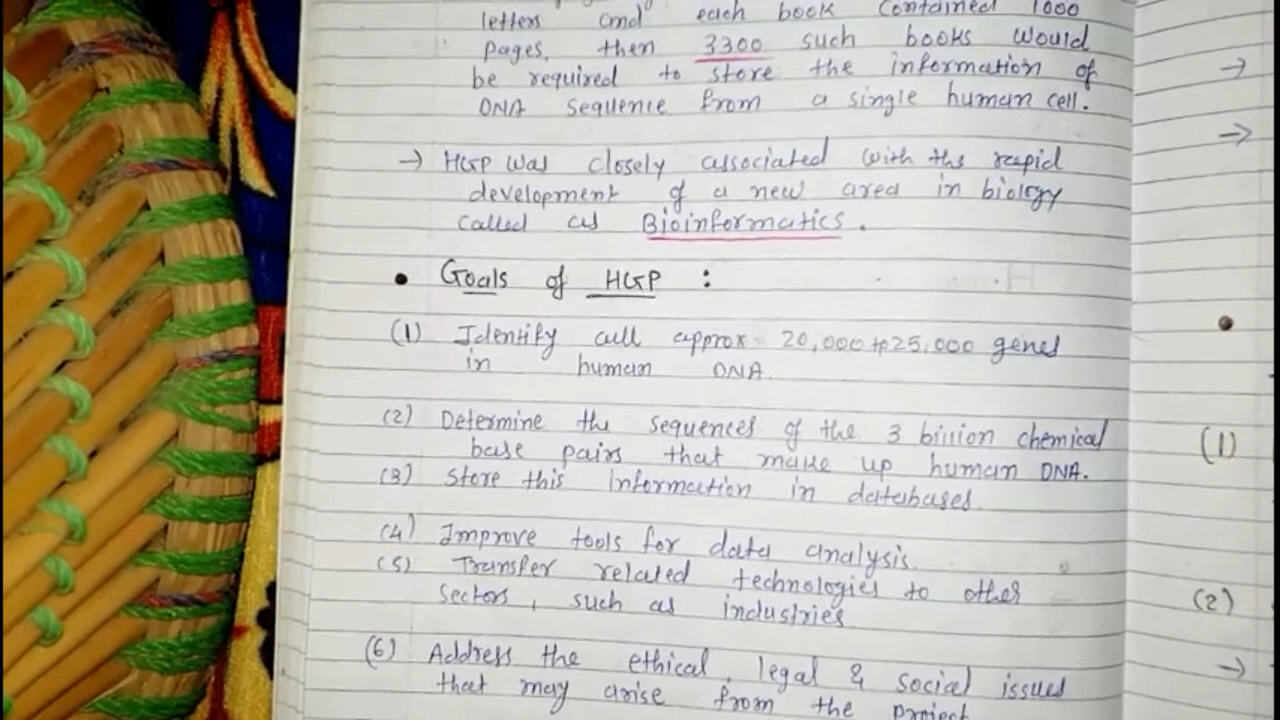 letters and each book contained 1000
pages, then 3300 such books would
be required to store the information of
DNA sequence from a single human cell.
→ HGP was closely associated with ths rapid
development of a new area in biology
called as Bioinformatics.
• Goals of HGP :
(1) Identify all approx 20,000 to 25,000 genes
in human DNA.
(2) Determine the sequences of the 3 billion chemical
base pairs that make up human DNA.
(3) Store this information in databases.
(4) Improve tools for data analysis.
(5) Transfer related technologies to other
sectors, such as industries
(6) Address the ethical, legal & social issues
that may arise from the project
→
→
•
(1)
(2)
→